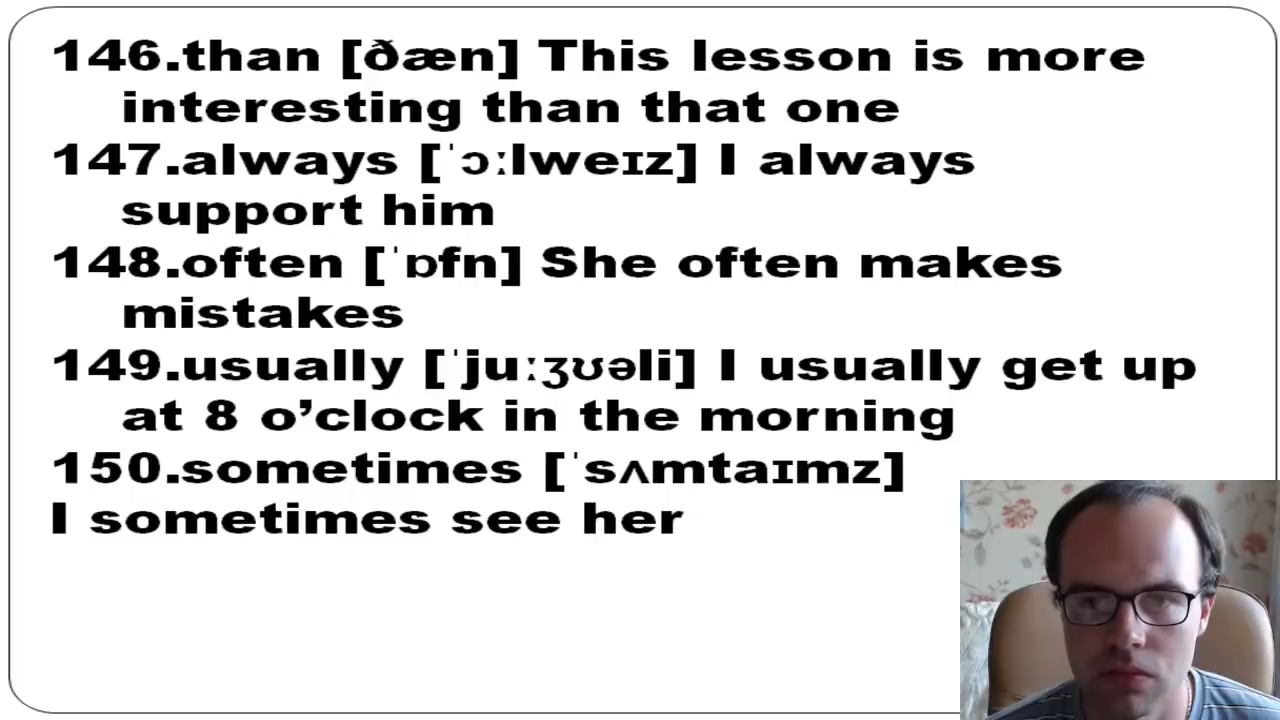 146.than [ðæn] This lesson is more
interesting than that one
147.always [ˈɔːlweɪz] I always
support him
148.often [ˈɒfn] She often makes
mistakes
149.usually [ˈjuːʒʊəli] I usually get up
at 8 o’clock in the morning
150.sometimes [ˈsʌmtaɪmz]
I sometimes see her